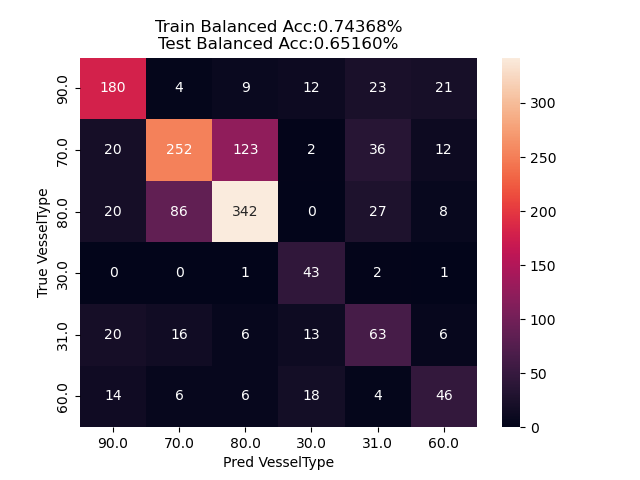 Train Balanced Acc:0.74368%
Test Balanced Acc:0.65160%
True VesselType
90.0 180 4 9 12 23 21
70.0 20 252 123 2 36 12
80.0 20 86 342 0 27 8
30.0 0 0 1 43 2 1
31.0 20 16 6 13 63 6
60.0 14 6 6 18 4 46
90.0 70.0 80.0 30.0 31.0 60.0
Pred VesselType
300
250
200
150
100
50
0